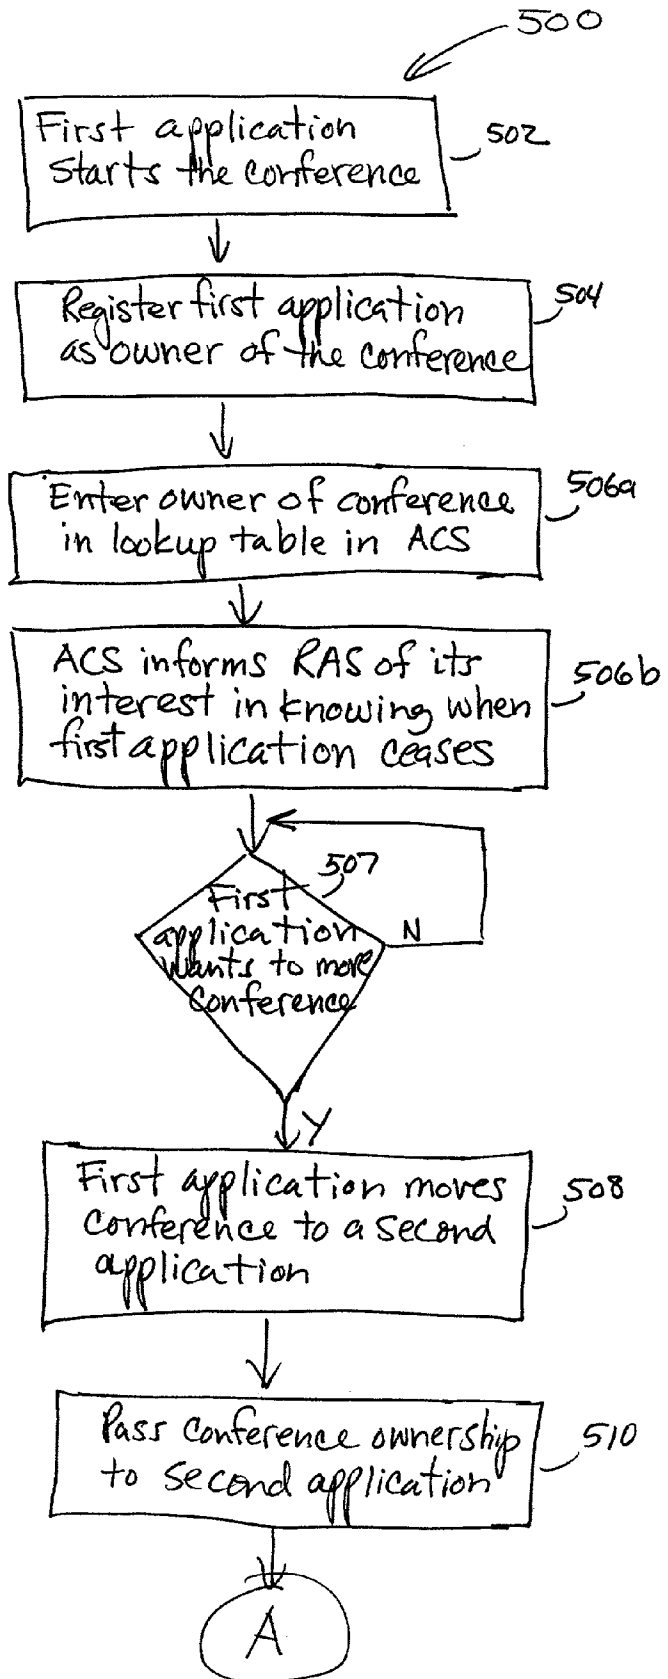 500
First application
starts the conference
502
Register first application
as owner of the conference
504
Enter owner of conference
in lookup table in ACS
506a
ACS informs RAS of its
interest in knowing when
first application ceases
506b
507
First
application
wants to move
conference
N
Y
First application moves
conference to a second
application
508
Pass conference ownership
to second application
510
A